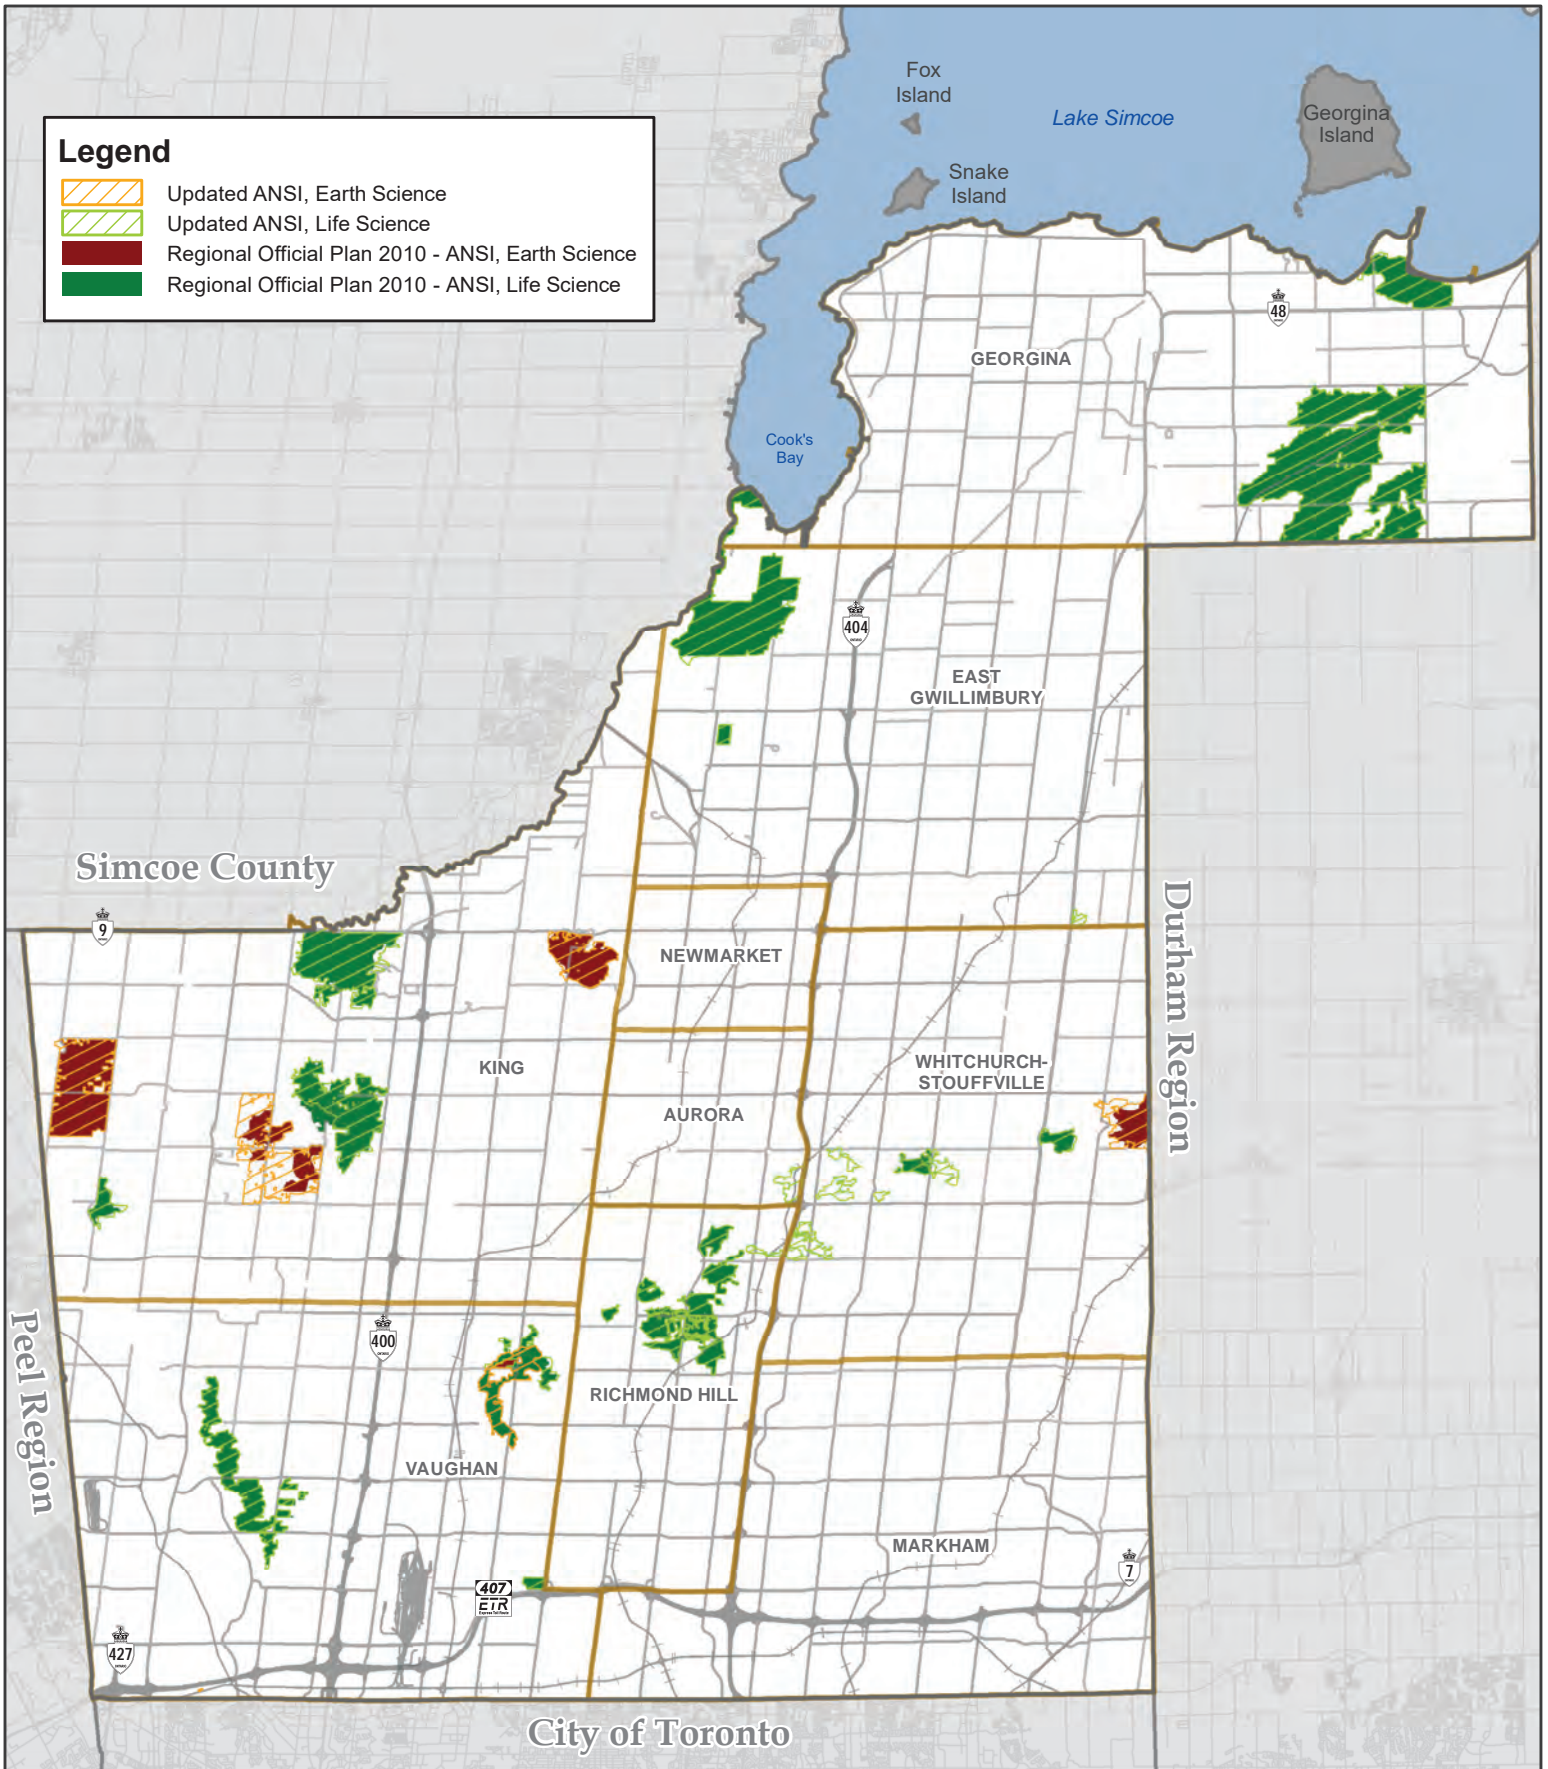 Fox
Island
Lake Simcoe
Georgina
Island
Snake
Island
Legend
Updated ANSI, Earth Science
Updated ANSI, Life Science
Regional Official Plan 2010 - ANSI, Earth Science
Regional Official Plan 2010 - ANSI, Life Science
48
GEORGINA
Cook's
Bay
404
EAST
GWILLIMBURY
Simcoe County
9
Durham Region
NEWMARKET
KING
WHITCHURCH-
STOUFFVILLE
AURORA
Peel Region
400
RICHMOND HILL
VAUGHAN
MARKHAM
7
407
ETR
Express Toll Route
427
City of Toronto